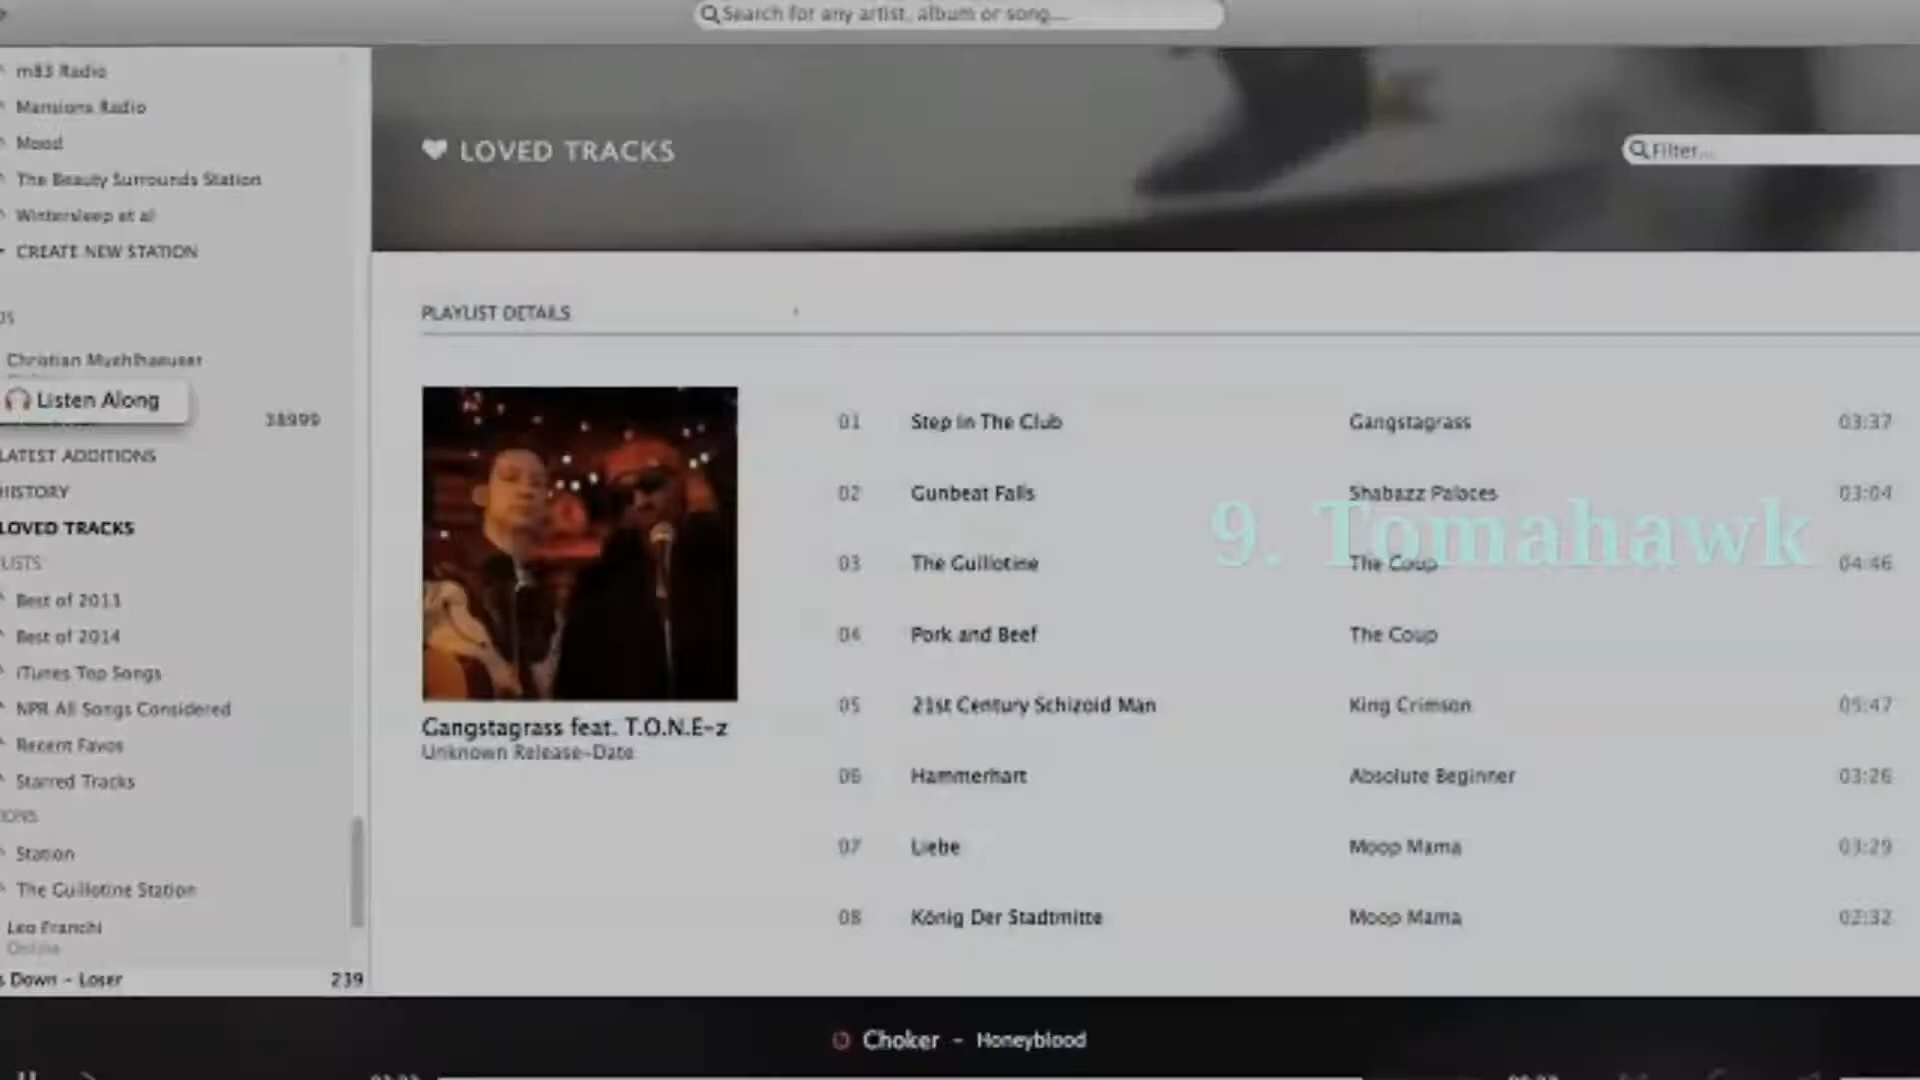 Search for any artist, album or song...
m83 Radio
Mansions Radio
Mood
The Beauty Surrounds Station
Wintersleep et al
CREATE NEW STATION
Christian Muehlhaeuser
Listen Along
38999
LATEST ADDITIONS
HISTORY
LOVED TRACKS
Best of 2013
Best of 2014
iTunes Top Songs
NPR All Songs Considered
Recent Favos
Starred Tracks
Station
The Guillotine Station
Leo Franchi
Online
s Down - Loser 239
LOVED TRACKS
Filter...
PLAYLIST DETAILS
Gangstagrass feat. T.O.N.E-z
Unknown Release-Date
01 Step In The Club Gangstagrass 03:37
02 Gunbeat Falls Shabazz Palaces 03:04
9. Tomahawk
03 The Guillotine The Coup 04:46
04 Pork and Beef The Coup
05 21st Century Schizoid Man King Crimson 05:47
06 Hammerhart Absolute Beginner 03:26
07 Liebe Moop Mama 03:29
08 König Der Stadtmitte Moop Mama 02:32
Choker - Honeyblood